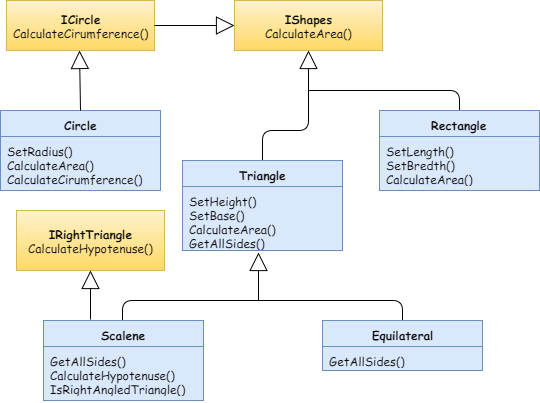 ICircle
CalculateCirumference()
IShapes
CalculateArea()
Circle
SetRadius()
CalculateArea()
CalculateCirumference()
Rectangle
SetLength()
SetBredth()
CalculateArea()
Triangle
SetHeight()
SetBase()
CalculateArea()
GetAllSides()
IRightTriangle
CalculateHypotenuse()
Scalene
GetAllSides()
CalculateHypotenuse()
IsRightAngledTriangle()
Equilateral
GetAllSides()